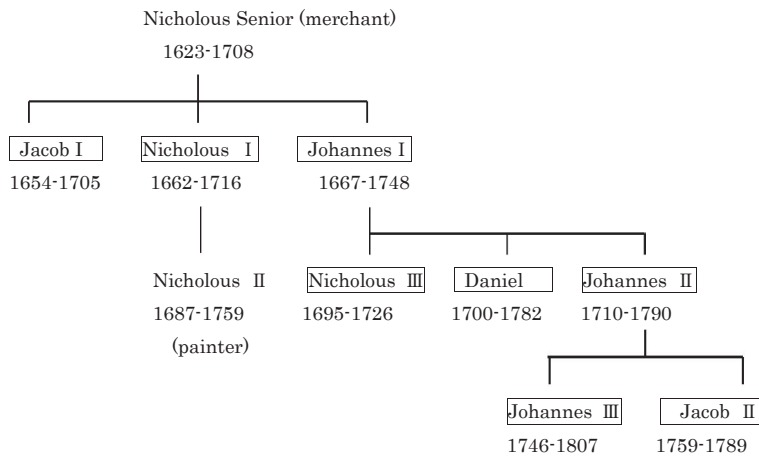 Nicholous Senior (merchant)
1623-1708
Jacob Ⅰ Nicholous Ⅰ Johannes Ⅰ
1654-1705 1662-1716 1667-1748
Nicholous Ⅱ Nicholous Ⅲ Daniel Johannes Ⅱ
1687-1759 1695-1726 1700-1782 1710-1790
(painter)
Johannes Ⅲ Jacob Ⅱ
1746-1807 1759-1789